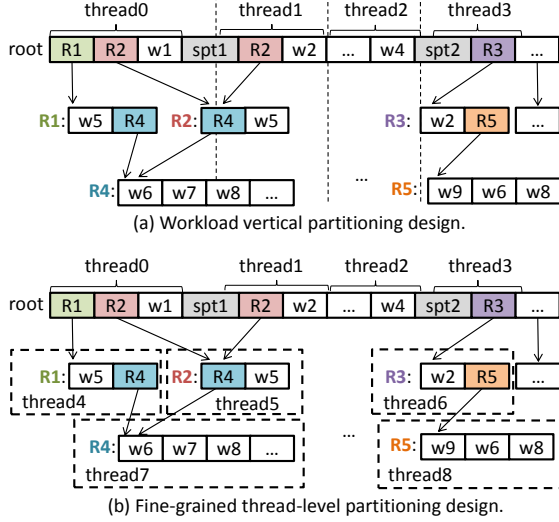 thread0 thread1 thread2 thread3
root R1 R2 w1 spt1 R2 w2 ... w4 spt2 R3 ...
R1: w5 R4 R2: R4 w5 R3: w2 R5 ...
R4: w6 w7 w8 ... ... R5: w9 w6 w8
(a) Workload vertical partitioning design.
thread0 thread1 thread2 thread3
root R1 R2 w1 spt1 R2 w2 ... w4 spt2 R3 ...
R1: w5 R4 R2: R4 w5 R3: w2 R5 ...
thread4 thread5 thread6
R4: w6 w7 w8 ... ... R5: w9 w6 w8
thread7 thread8
(b) Fine-grained thread-level partitioning design.